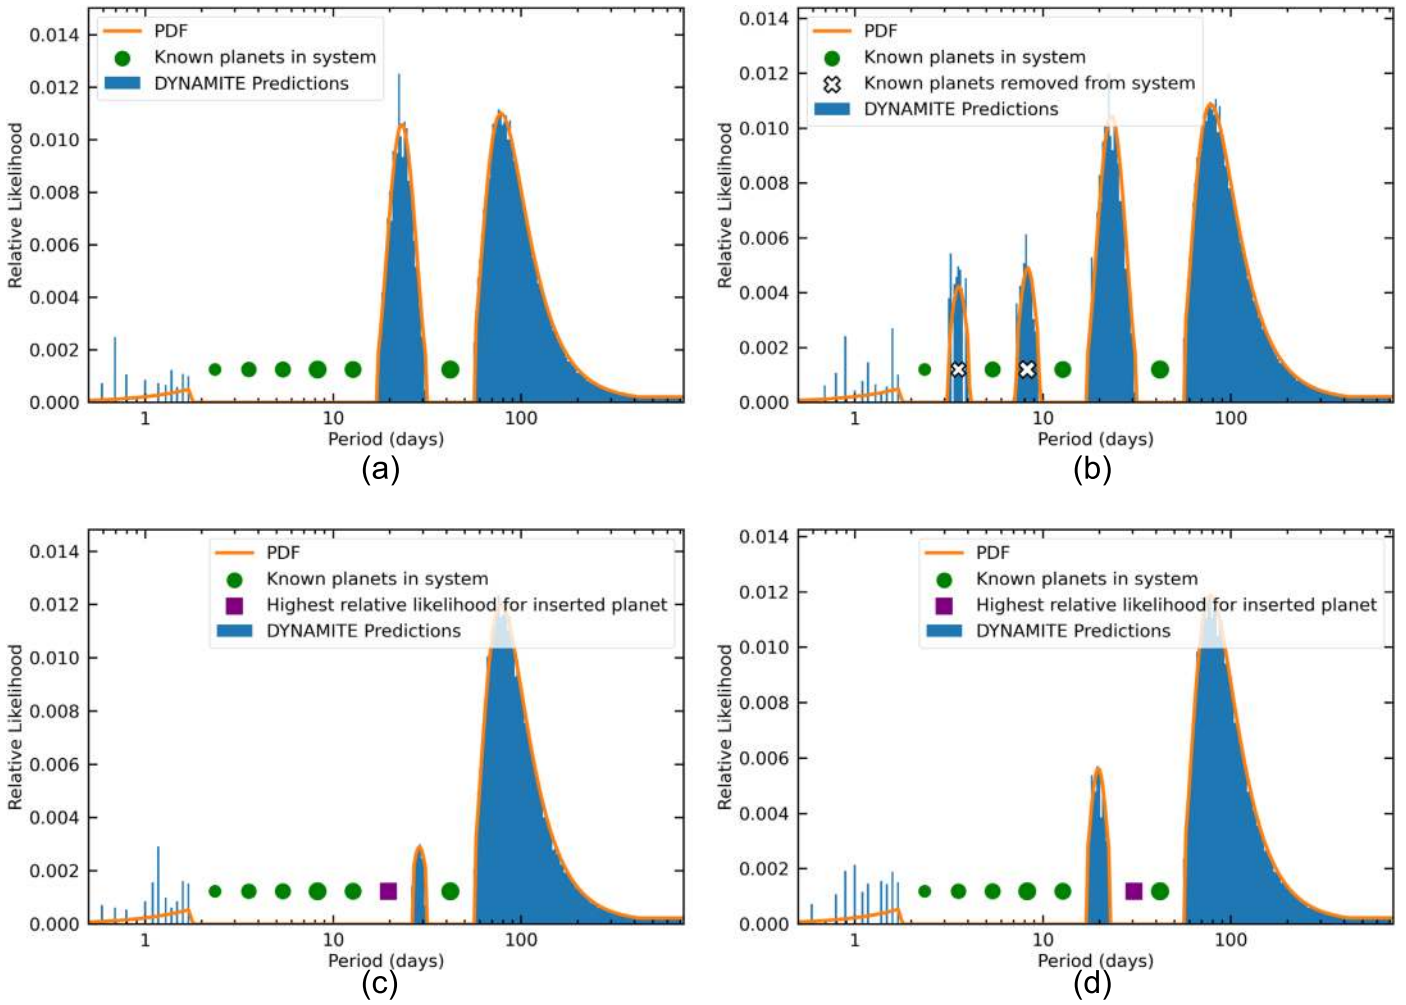 PDF
Known planets in system
DYNAMITE Predictions
0.014
0.012
0.010
0.008
0.006
0.004
0.002
0.000
Relative Likelihood
1
10
100
Period (days)
(a)
PDF
Known planets in system
Known planets removed from system
DYNAMITE Predictions
0.014
0.012
0.010
0.008
0.006
0.004
0.002
0.000
Relative Likelihood
1
10
100
Period (days)
(b)
PDF
Known planets in system
Highest relative likelihood for inserted planet
DYNAMITE Predictions
0.014
0.012
0.010
0.008
0.006
0.004
0.002
0.000
Relative Likelihood
1
10
100
Period (days)
(c)
PDF
Known planets in system
Highest relative likelihood for inserted planet
DYNAMITE Predictions
0.014
0.012
0.010
0.008
0.006
0.004
0.002
0.000
Relative Likelihood
1
10
100
Period (days)
(d)